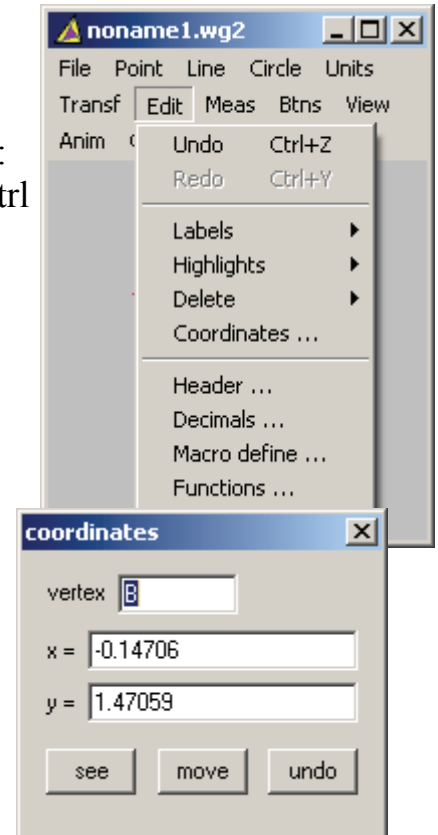 noname1.wg2
File Point Line Circle Units
Transf Edit Meas Btns View
Anim
:
trl
Undo Ctrl+Z
Redo Ctrl+Y
Labels
Highlights
Delete
Coordinates ...
Header ...
Decimals ...
Macro define ...
Functions ...
coordinates
vertex B
x = -0.14706
y = 1.47059
see move undo